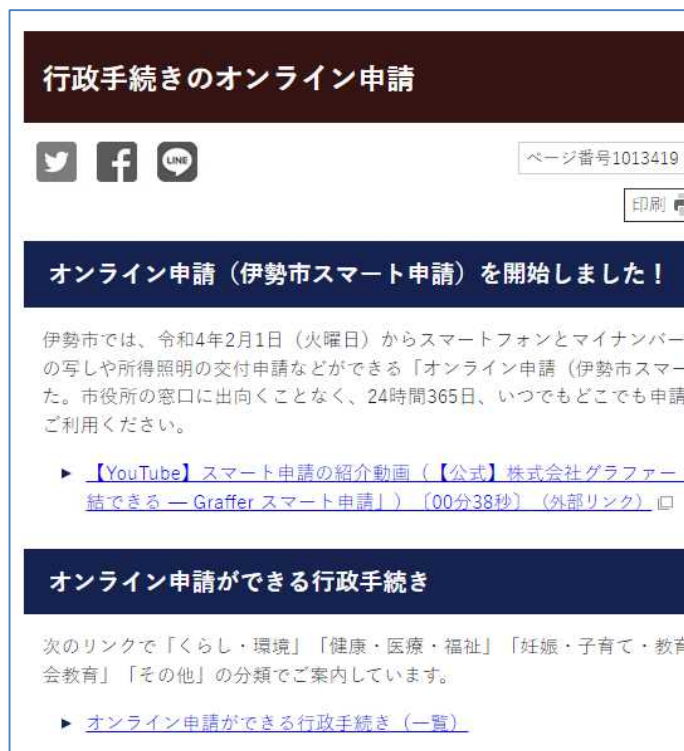 行政手続きのオンライン申請
LINE
ページ番号1013419
印刷
オンライン申請（伊勢市スマート申請）を開始しました！
伊勢市では、令和4年2月1日（火曜日）からスマートフォンとマイナンバー
の写しや所得照明の交付申請などができる「オンライン申請（伊勢市スマー
た。市役所の窓口に出向くことなく、24時間365日、いつでもどこでも申請
ご利用ください。
► 【YouTube】スマート申請の紹介動画（【公式】株式会社グラファー
結できる — Graffer スマート申請」）〔00分38秒〕（外部リンク）
オンライン申請ができる行政手続き
次のリンクで「くらし・環境」「健康・医療・福祉」「妊娠・子育て・教育
会教育」「その他」の分類でご案内しています。
► オンライン申請ができる行政手続き（一覧）